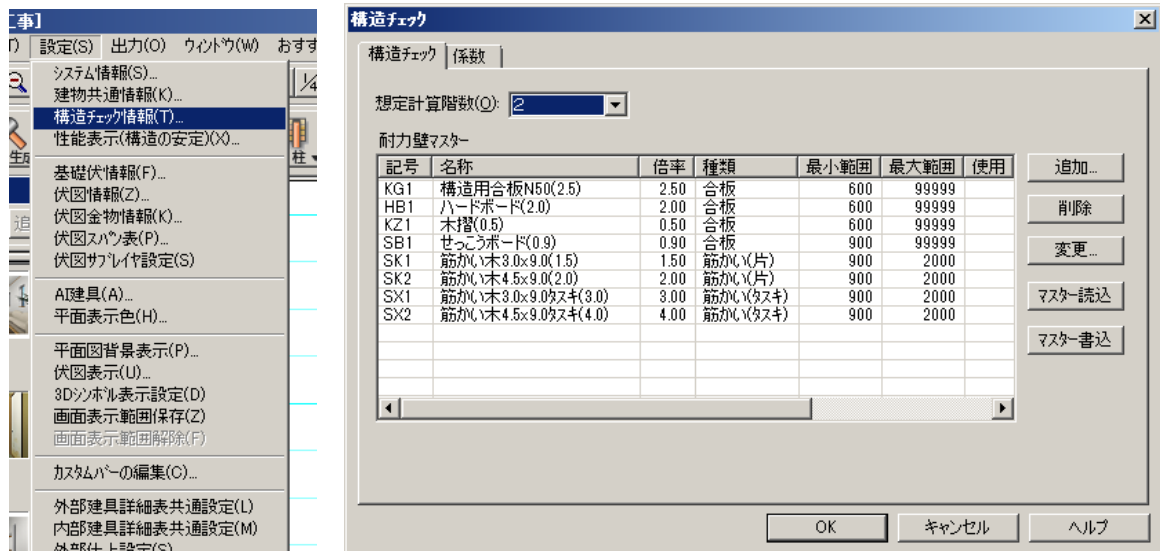 工事]
設定(S) 出力(O) ウィンドウ(W) おすす
システム情報(S)...
建物共通情報(K)...
構造チェック情報(T)...
性能表示(構造の安定)(X)...
基礎伏情報(F)...
伏図情報(Z)...
伏図金物情報(K)...
伏図スパン表(P)...
伏図サブレイヤ設定(S)
AI建具(A)...
平面表示色(H)...
平面図背景表示(P)...
伏図表示(U)...
3Dシンボル表示設定(D)
画面表示範囲保存(Z)
画面表示範囲解除(F)
カスタムバーの編集(C)...
外部建具詳細表共通設定(L)
内部建具詳細表共通設定(M)
外部仕上設定(S)
柱
追
構造チェック
構造チェック 係数
想定計算階数(O): 2
耐力壁マスター
記号 名称 倍率 種類 最小範囲 最大範囲 使用
KG1 構造用合板N50(2.5) 2.50 合板 600 99999
HB1 ハードボード(2.0) 2.00 合板 600 99999
KZ1 木摺(0.5) 0.50 合板 600 99999
SB1 せっこうボード(0.9) 0.90 合板 900 99999
SK1 筋かい木3.0x9.0(1.5) 1.50 筋かい(片) 900 2000
SK2 筋かい木4.5x9.0(2.0) 2.00 筋かい(片) 900 2000
SX1 筋かい木3.0x9.0タスキ(3.0) 3.00 筋かい(タスキ) 900 2000
SX2 筋かい木4.5x9.0タスキ(4.0) 4.00 筋かい(タスキ) 900 2000
追加...
削除
変更...
マスター読込
マスター書込
OK キャンセル ヘルプ